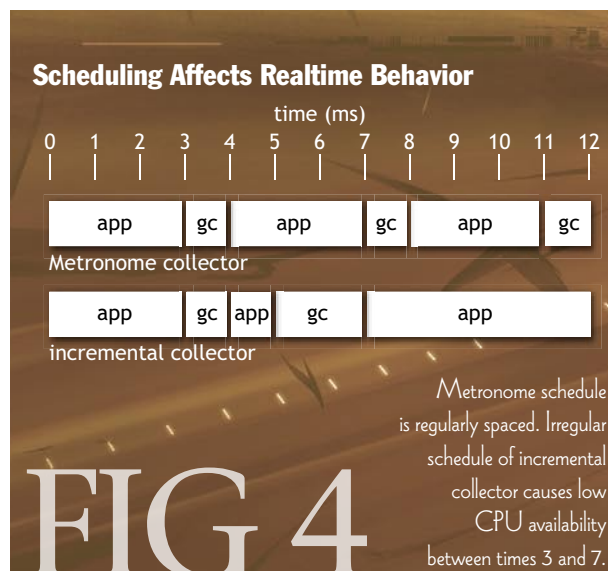 Scheduling Affects Realtime Behavior
time (ms)
0 1 2 3 4 5 6 7 8 9 10 11 12
app gc app gc app gc
Metronome collector
app gc app gc app
incremental collector
Metronome schedule
is regularly spaced. Irregular
schedule of incremental
collector causes low
CPU availability
between times 3 and 7.
FIG 4